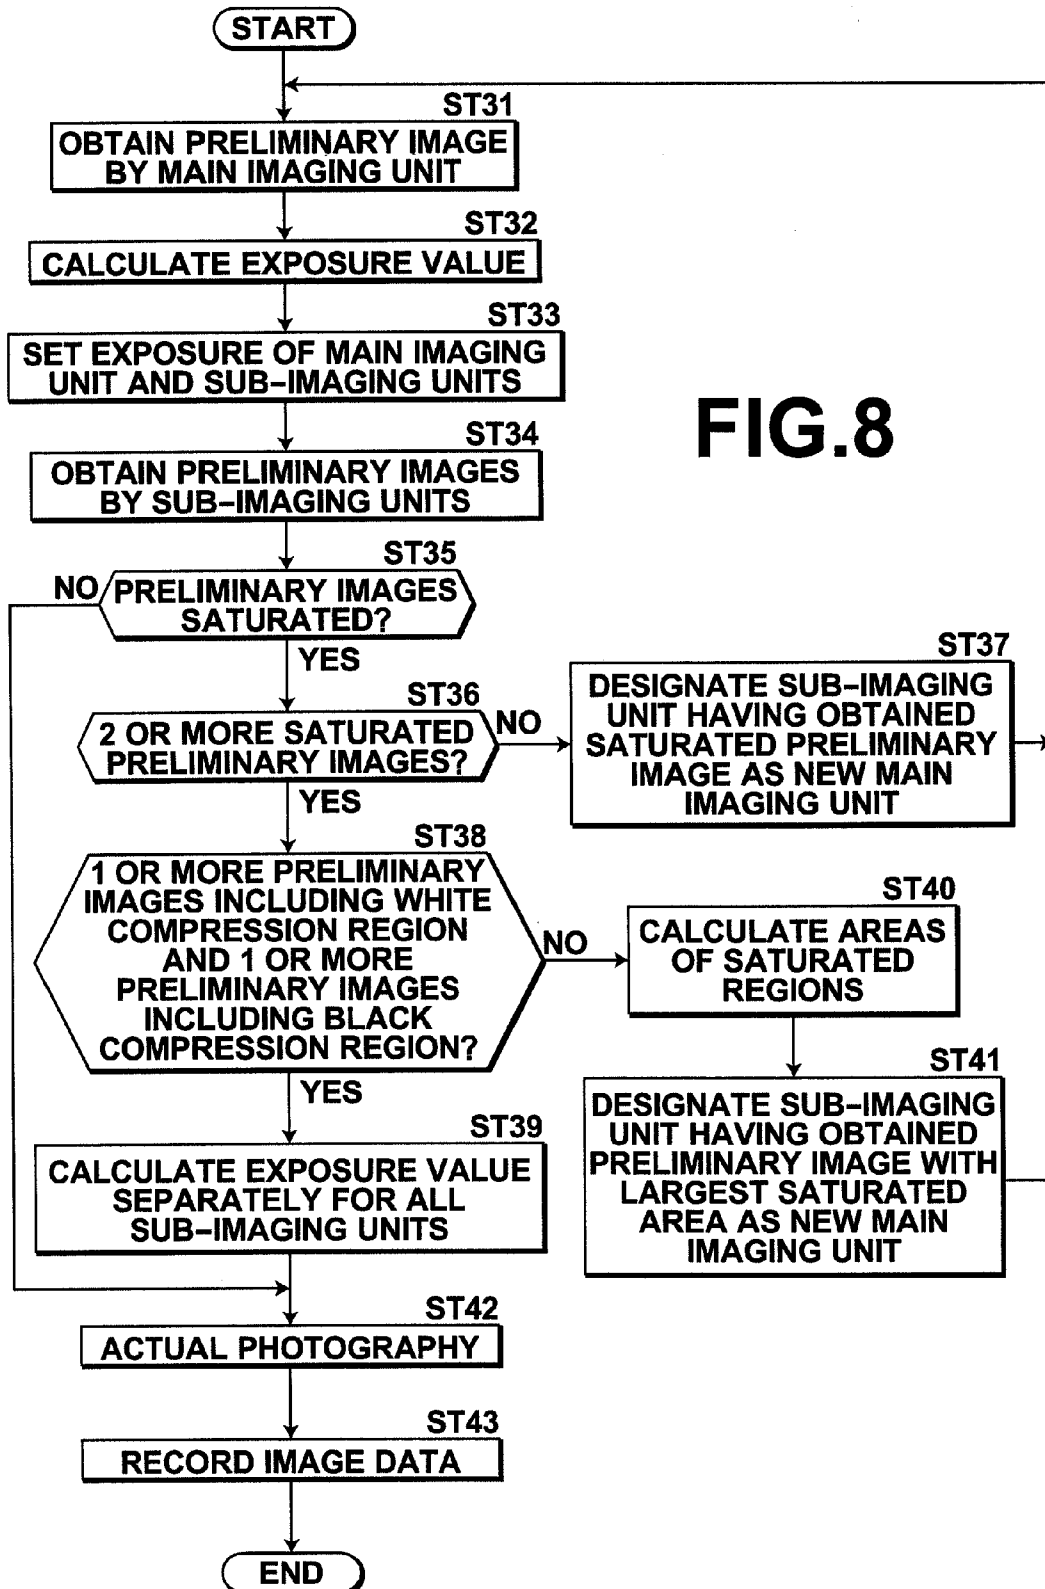 START
ST31
OBTAIN PRELIMINARY IMAGE
BY MAIN IMAGING UNIT
ST32
CALCULATE EXPOSURE VALUE
ST33
SET EXPOSURE OF MAIN IMAGING
UNIT AND SUB-IMAGING UNITS
FIG.8
ST34
OBTAIN PRELIMINARY IMAGES
BY SUB-IMAGING UNITS
ST35
NO
PRELIMINARY IMAGES
SATURATED?
YES
ST36
2 OR MORE SATURATED
PRELIMINARY IMAGES?
NO
ST37
DESIGNATE SUB-IMAGING
UNIT HAVING OBTAINED
SATURATED PRELIMINARY
IMAGE AS NEW MAIN
IMAGING UNIT
YES
ST38
1 OR MORE PRELIMINARY
IMAGES INCLUDING WHITE
COMPRESSION REGION
AND 1 OR MORE
PRELIMINARY IMAGES
INCLUDING BLACK
COMPRESSION REGION?
NO
ST40
CALCULATE AREAS
OF SATURATED
REGIONS
ST41
DESIGNATE SUB-IMAGING
UNIT HAVING OBTAINED
PRELIMINARY IMAGE WITH
LARGEST SATURATED
AREA AS NEW MAIN
IMAGING UNIT
YES
ST39
CALCULATE EXPOSURE VALUE
SEPARATELY FOR ALL
SUB-IMAGING UNITS
ST42
ACTUAL PHOTOGRAPHY
ST43
RECORD IMAGE DATA
END